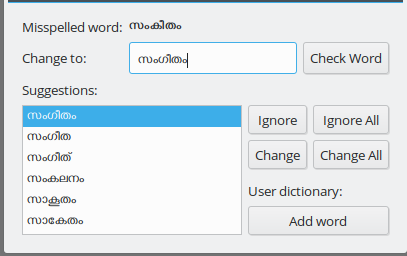 Misspelled word: സംകിതം
Change to: സംഗീതം Check Word
Suggestions:
സംഗീതം
സംഗീത
സംഗീത്
സംകലനം
സാകൂതം
സാകേതം
Ignore Ignore All
Change Change All
User dictionary:
Add word